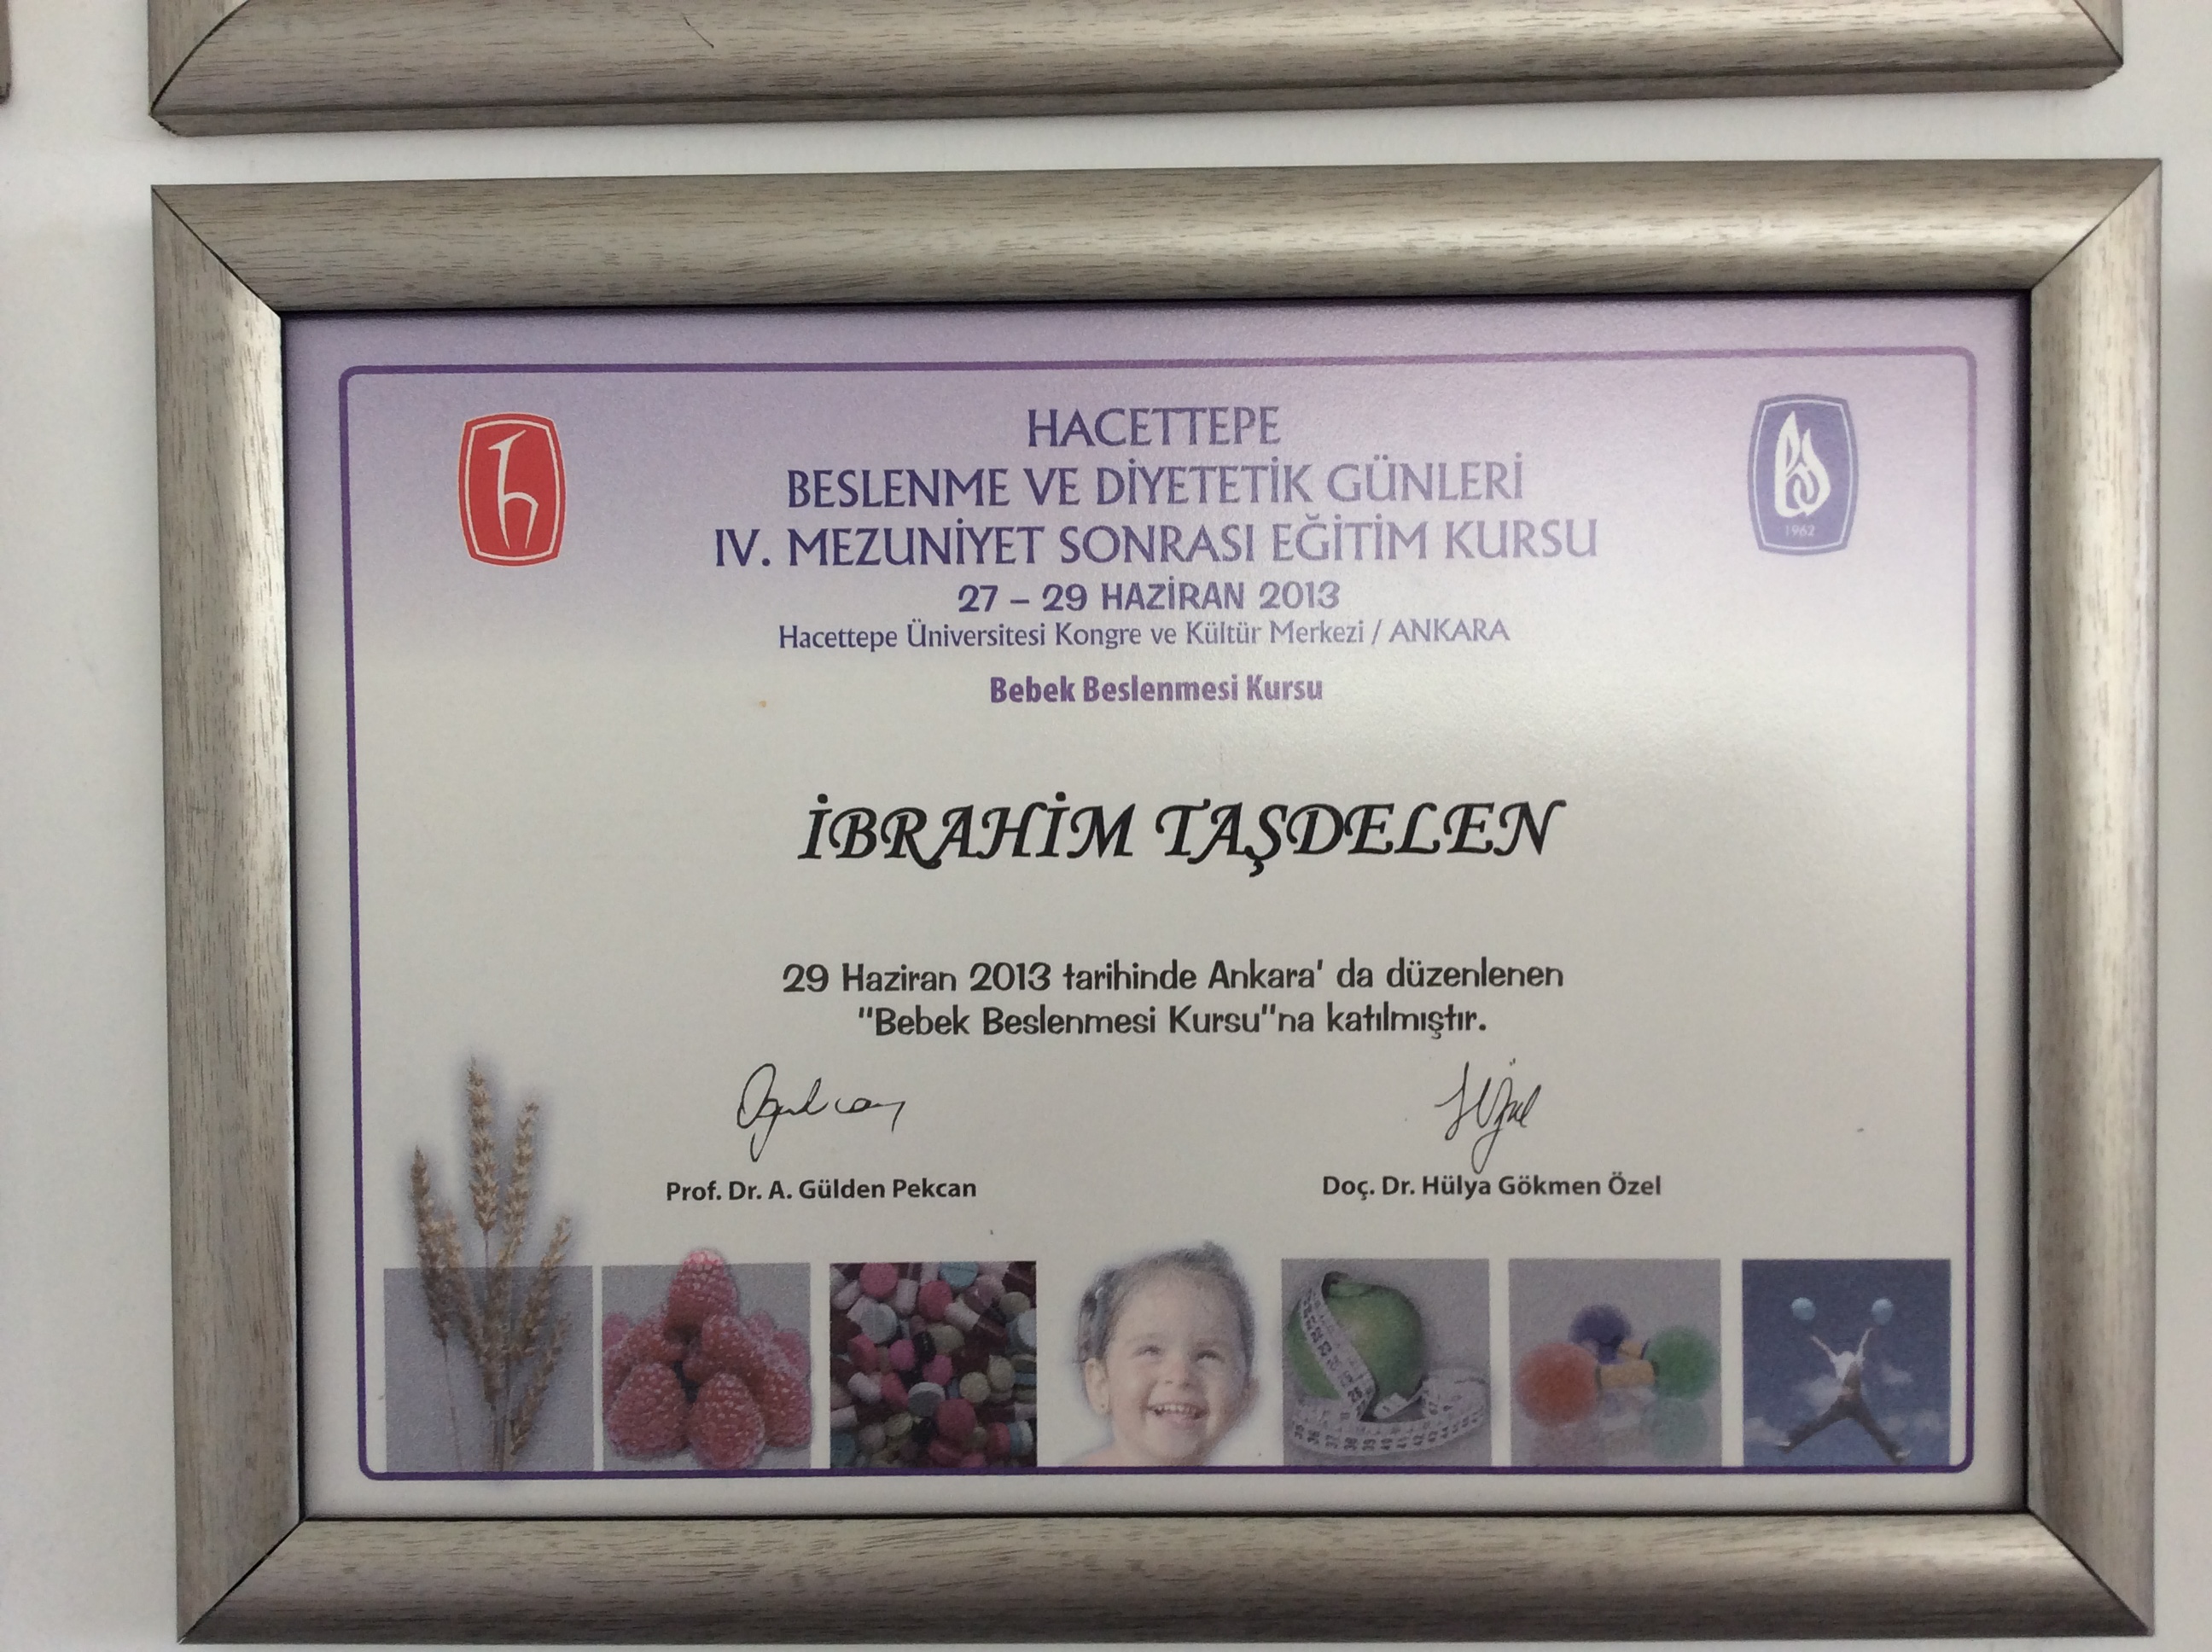 HACETTEPE
BESLENME VE DİYETETİK GÜNLERİ
IV. MEZUNİYET SONRASI EĞİTİM KURSU
27 – 29 HAZİRAN 2013
Hacettepe Üniversitesi Kongre ve Kültür Merkezi / ANKARA
1962
Bebek Beslenmesi Kursu
İBRAHİM TAŞDELEN
29 Haziran 2013 tarihinde Ankara' da düzenlenen
"Bebek Beslenmesi Kursu"na katılmıştır.
Prof. Dr. A. Gülden Pekcan
Doç. Dr. Hülya Gökmen Özel